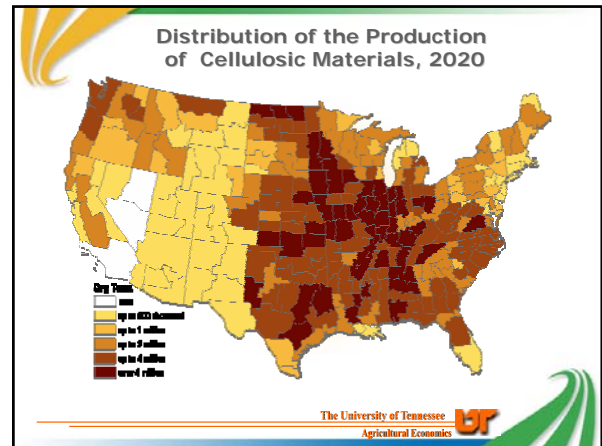 Distribution of the Production
of Cellulosic Materials, 2020
Dry Tons
none
up to 500 thousand
up to 1 million
up to 2 million
up to 4 million
over 4 million
The University of Tennessee
Agricultural Economics
UT